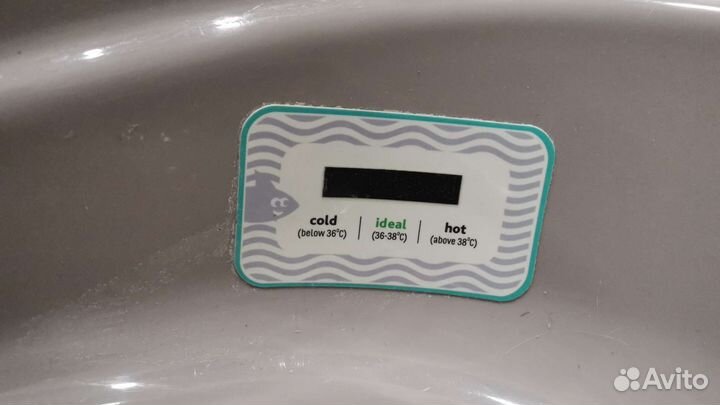 cold
(below 36°C)
ideal
(36-38°C)
hot
(above 38°C)
Avito